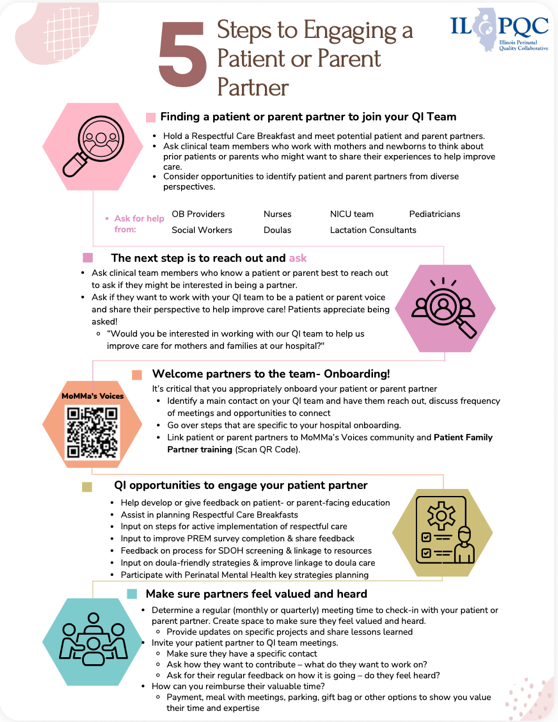 5
Steps to Engaging a
Patient or Parent
Partner
ILPQC
Illinois Perinatal
Quality Collaborative
Finding a patient or parent partner to join your QI Team
• Hold a Respectful Care Breakfast and meet potential patient and parent partners.
• Ask clinical team members who work with mothers and newborns to think about
prior patients or parents who might want to share their experiences to help improve
care.
• Consider opportunities to identify patient and parent partners from diverse
perspectives.
• Ask for help
from:
OB Providers Nurses NICU team Pediatricians
Social Workers Doulas Lactation Consultants
The next step is to reach out and ask
• Ask clinical team members who know a patient or parent best to reach out
to ask if they might be interested in being a partner.
• Ask if they want to work with your QI team to be a patient or parent voice
and share their perspective to help improve care! Patients appreciate being
asked!
◦ "Would you be interested in working with our QI team to help us
improve care for mothers and families at our hospital?"
Welcome partners to the team- Onboarding!
MoMMa's Voices
It's critical that you appropriately onboard your patient or parent partner
• Identify a main contact on your QI team and have them reach out, discuss frequency
of meetings and opportunities to connect
• Go over steps that are specific to your hospital onboarding.
• Link patient or parent partners to MoMMa's Voices community and Patient Family
Partner training (Scan QR Code).
QI opportunities to engage your patient partner
• Help develop or give feedback on patient- or parent-facing education
• Assist in planning Respectful Care Breakfasts
• Input on steps for active implementation of respectful care
• Input to improve PREM survey completion & share feedback
• Feedback on process for SDOH screening & linkage to resources
• Input on doula-friendly strategies & improve linkage to doula care
• Participate with Perinatal Mental Health key strategies planning
Make sure partners feel valued and heard
• Determine a regular (monthly or quarterly) meeting time to check-in with your patient or
parent partner. Create space to make sure they feel valued and heard.
◦ Provide updates on specific projects and share lessons learned
• Invite your patient partner to QI team meetings.
◦ Make sure they have a specific contact
◦ Ask how they want to contribute – what do they want to work on?
◦ Ask for their regular feedback on how it is going – do they feel heard?
• How can you reimburse their valuable time?
◦ Payment, meal with meetings, parking, gift bag or other options to show you value
their time and expertise